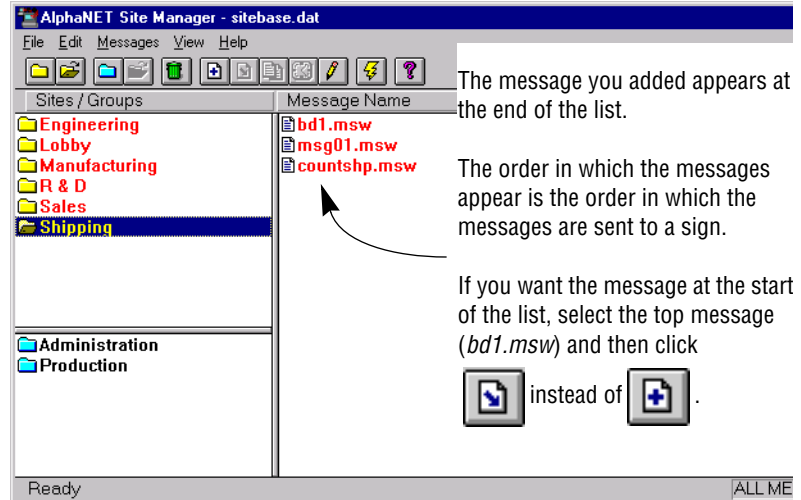 AlphaNET Site Manager - sitebase.dat
File Edit Messages View Help
Sites / Groups
Message Name
Engineering
Lobby
Manufacturing
R & D
Sales
Shipping
bd1.msw
msg01.msw
countshp.msw
Administration
Production
The message you added appears at
the end of the list.
The order in which the messages
appear is the order in which the
messages are sent to a sign.
If you want the message at the start
of the list, select the top message
(bd1.msw) and then click
instead of .
Ready
ALL ME